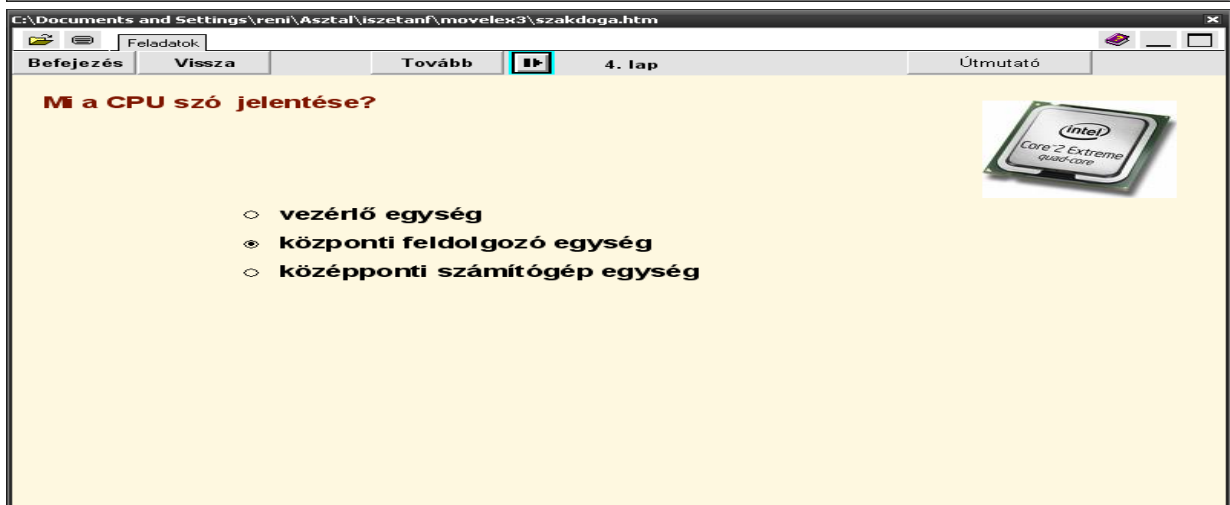 C:\Documents and Settings\reni\Asztal\iszetanf\movelex3\szakdoga.htm
Feladatok
Befejezés Vissza Tovább 4. lap Útmutató
Mi a CPU szó jelentése?
intel
Core 2 Extreme
quad-core
vezérlő egység
központi feldolgozó egység
középponti számítógép egység